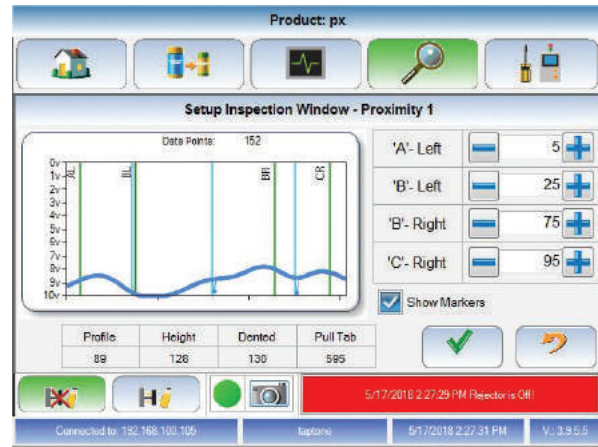 Product: px
Setup Inspection Window - Proximity 1
Data Points: 152
0v
1v
2v
3v
4v
5v
6v
7v
8v
9v
10v
AL
BL
BR
CR
'A'- Left 5
'B'- Left 25
'B'- Right 75
'C'- Right 95
Show Markers
Profile Height Dented Pull Tab
89 128 130 595
H
5/17/2018 2:27:29 PM Rejector is Off!
Connected to: 192.168.100.105 taptone 5/17/2018 2:27:31 PM V.: 3.9.5.5